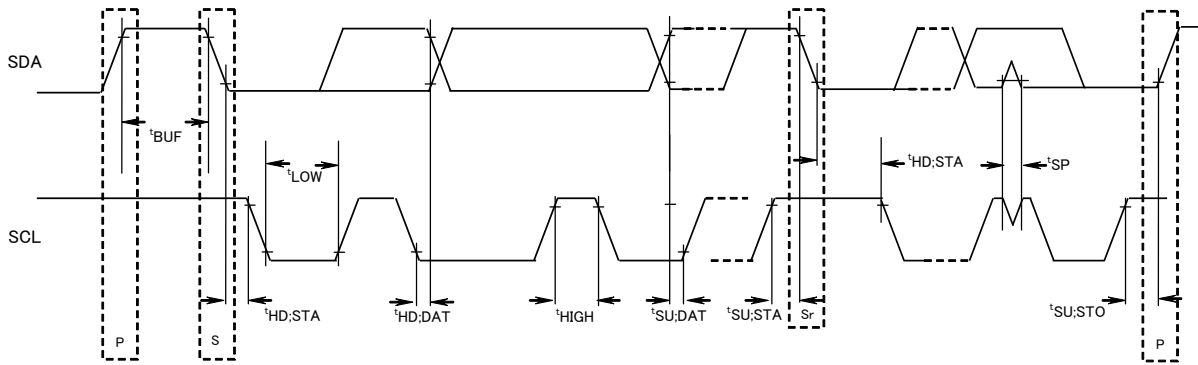 SDA
tBUF
tLOW
tHD;STA
tSP
SCL
tHD;STA
tHD;DAT
tHIGH
tSU;DAT
tSU;STA
Sr
tSU;STO
P
S
P